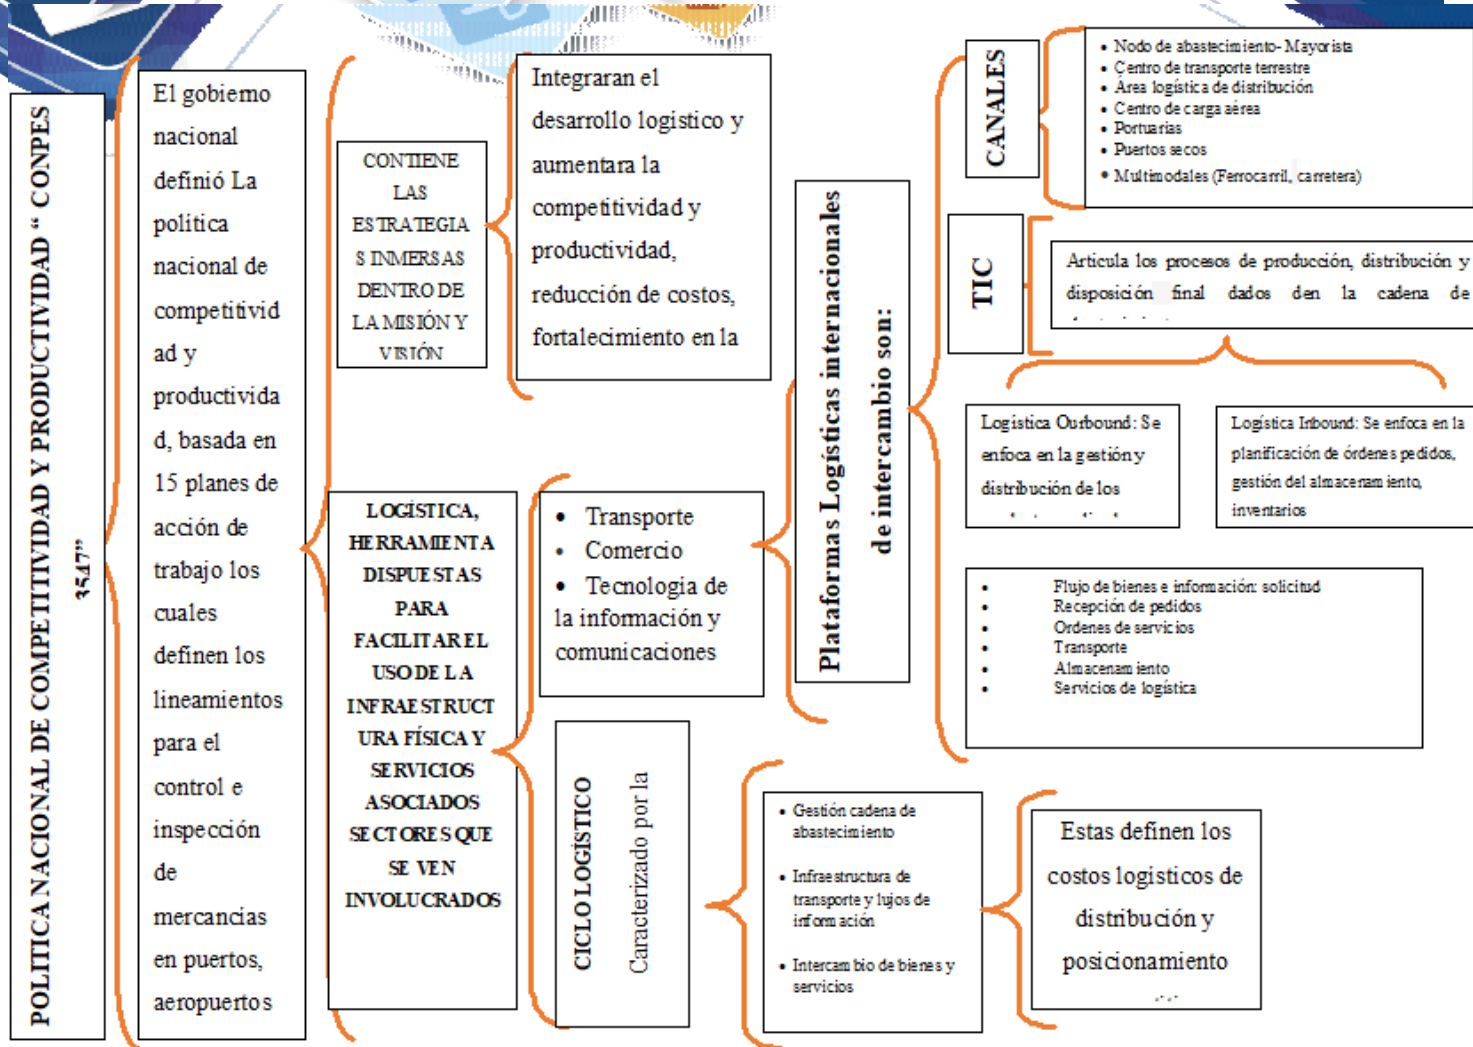 POLITICA NACIONAL DE COMPETITIVIDAD Y PRODUCTIVIDAD “ CONPES
3547”
El gobierno
nacional
definió La
política
nacional de
competitivid
ad y
productivida
d, basada en
15 planes de
acción de
trabajo los
cuales
definen los
lineamientos
para el
control e
inspección
de
mercancías
en puertos,
aeropuertos
CONTIENE
LAS
ESTRATEGIA
S INMERSAS
DENTRO DE
LA MISIÓN Y
VISIÓN
Integraran el
desarrollo logístico y
aumentara la
competitividad y
productividad,
reducción de costos,
fortalecimiento en la
LOGÍSTICA,
HERRAMIENTA
DISPUESTAS
PARA
FACILITAR EL
USO DE LA
INFRAESTRUCT
URA FÍSICA Y
SERVICIOS
ASOCIADOS
SECTORES QUE
SE VEN
INVOLUCRADOS
• Transporte
• Comercio
• Tecnología de
la información y
comunicaciones
CICLO LOGÍSTICO
Caracterizado por la
• Gestión cadena de
abastecimiento
• Infraestructura de
transporte y lujos de
información
• Intercambio de bienes y
servicios
Estas definen los
costos logísticos de
distribución y
posicionamiento
Plataformas Logísticas internacionales
de intercambio son:
CANALES
• Nodo de abastecimiento- Mayorista
• Centro de transporte terrestre
• Área logística de distribución
• Centro de carga aérea
• Portuarias
• Puertos secos
• Multimodales (Ferrocarril, carretera)
TIC
Articula los procesos de producción, distribución y
disposición final dados den la cadena de
Logística Ourbound: Se
enfoca en la gestión y
distribución de los
Logística Inbound: Se enfoca en la
planificación de órdenes pedidos,
gestión del almacenamiento,
inventarios
• Flujo de bienes e información: solicitud
• Recepción de pedidos
• Ordenes de servicios
• Transporte
• Almacenamiento
• Servicios de logística